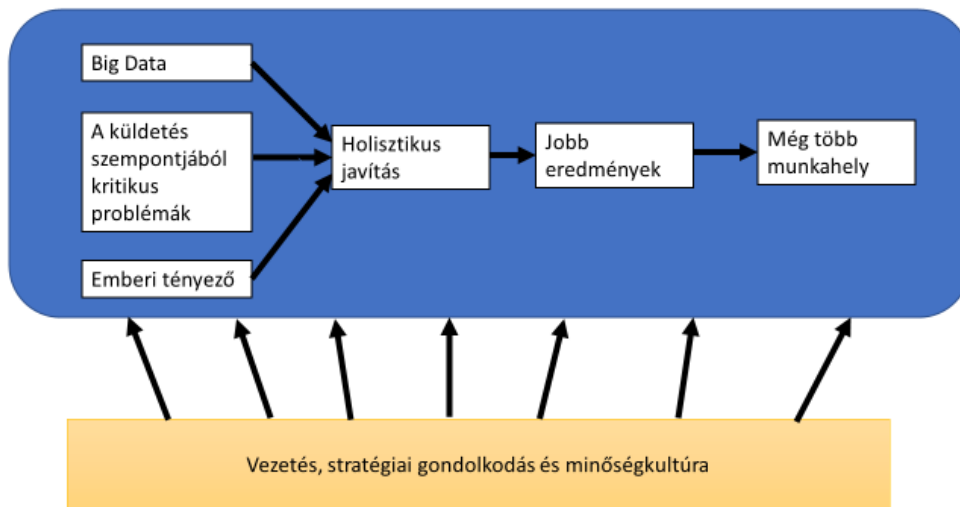 Big Data
A küldetés
szempontjából
kritikus
problémák
Emberi tényező
Holisztikus
javítás
Jobb
eredmények
Még több
munkahely
Vezetés, stratégiai gondolkodás és minőségkultúra